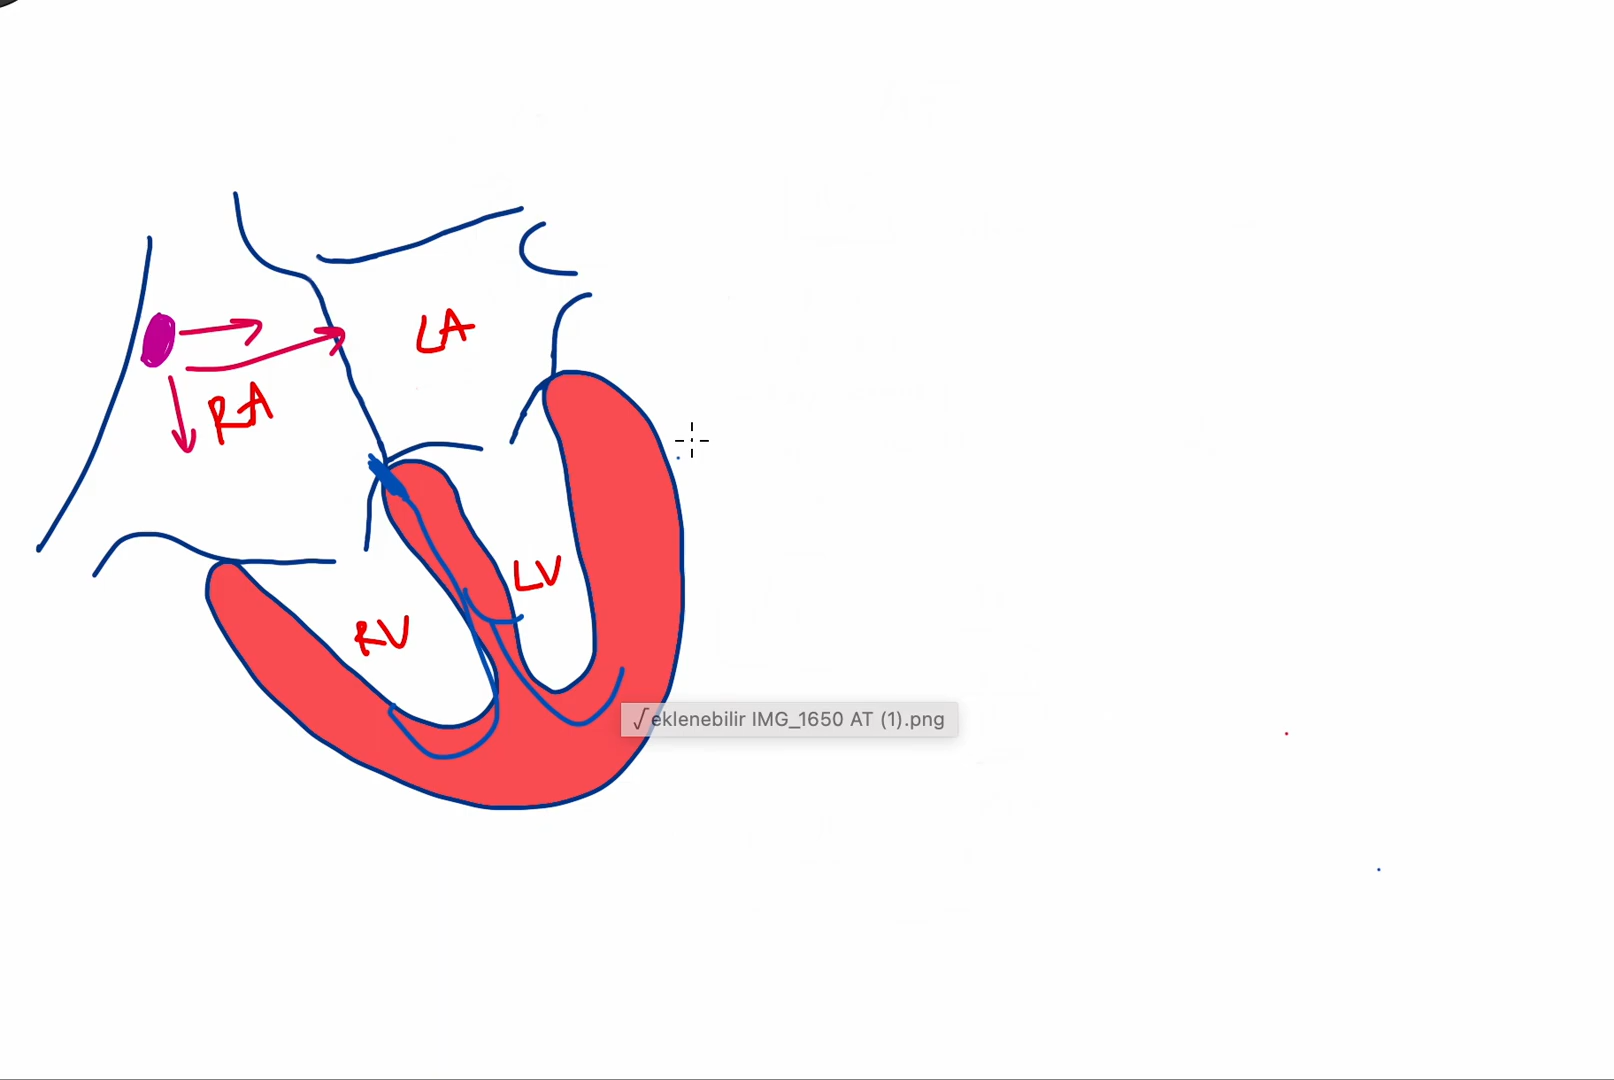 LA
RA
LV
RV
√eklenebilir IMG_1650 AT (1).png